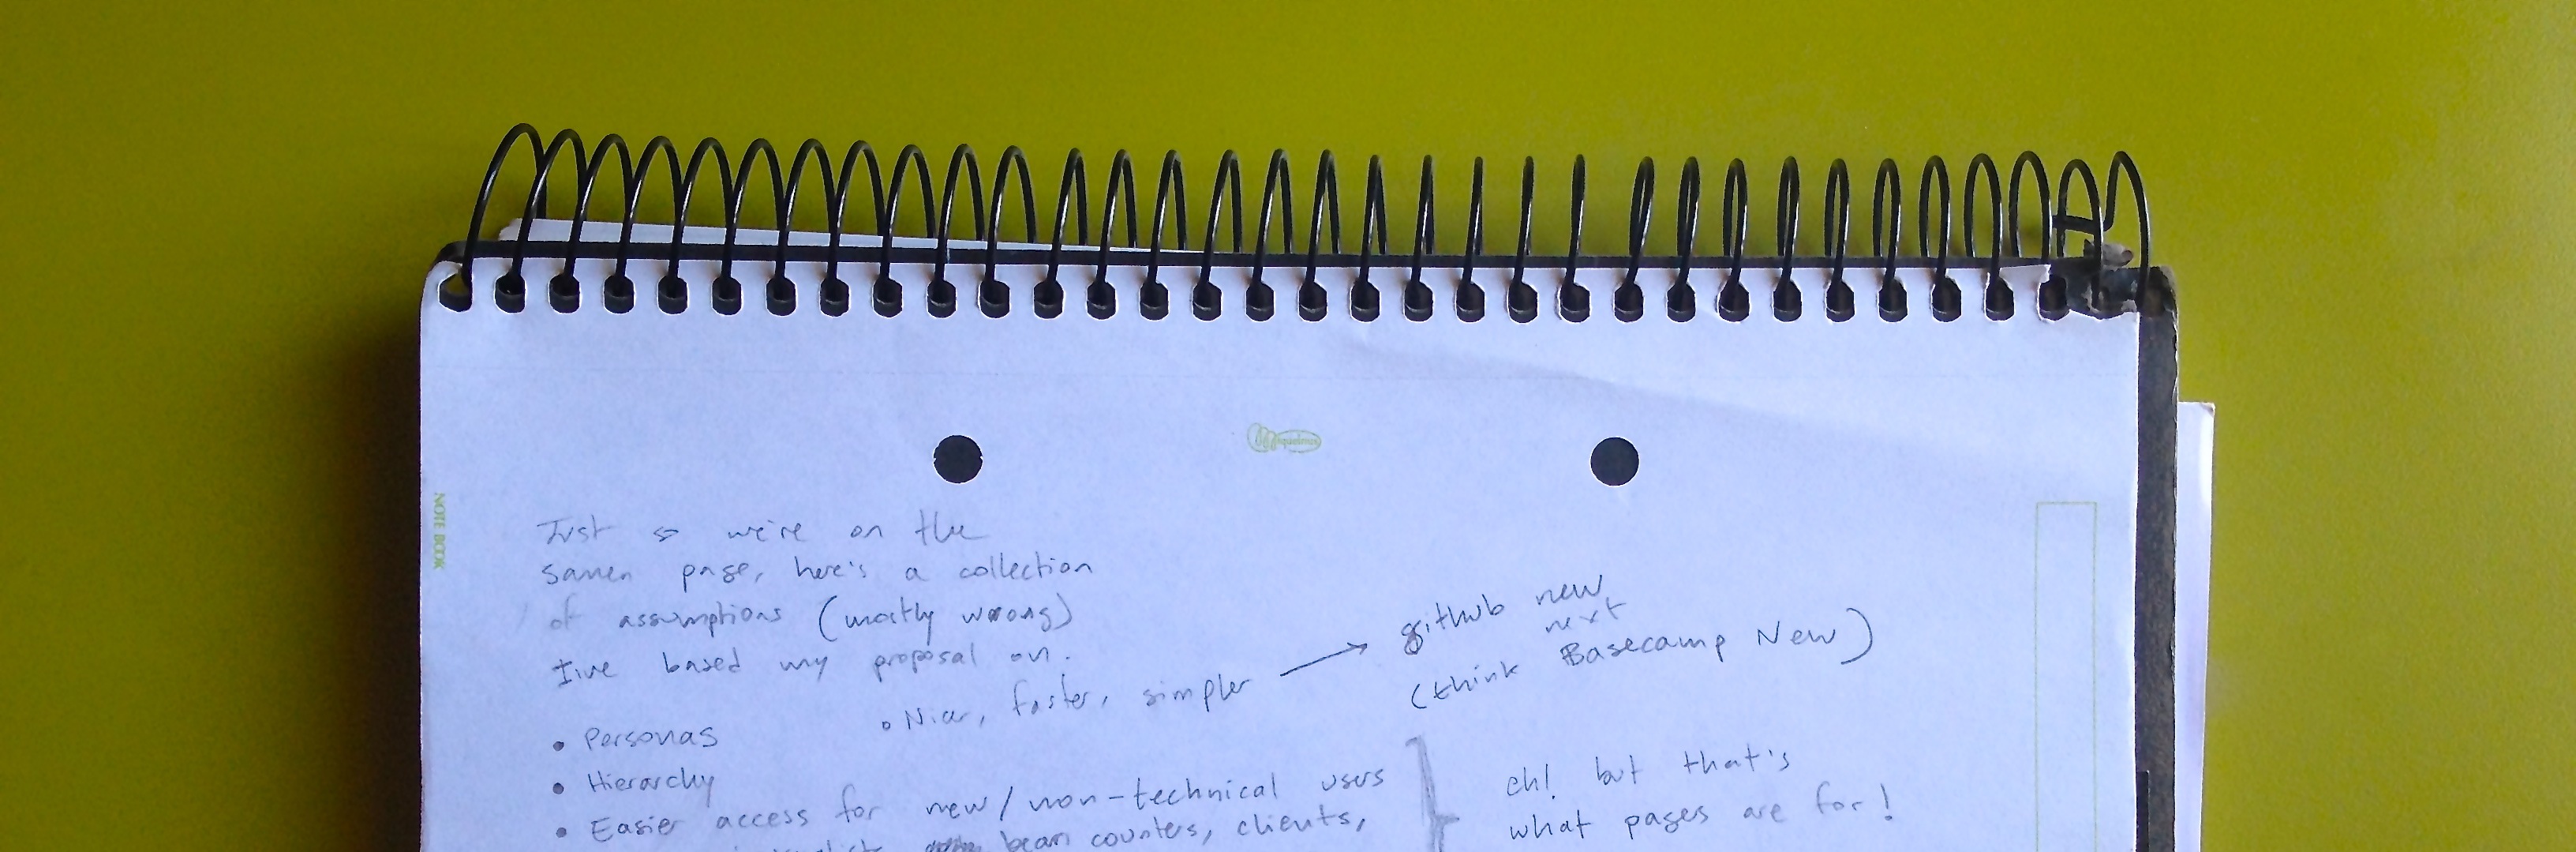 NOTE BOOK
Just so we're on the
samen page, here's a collection
of assumptions (mostly wrong)
I've based my proposal on.
• Nicer, faster, simpler → github new
next
(think Basecamp New)
• Personas
• Hierarchy
• Easier access for new/non-technical users
bean counters, clients,
eh! but that's
what pages are for!